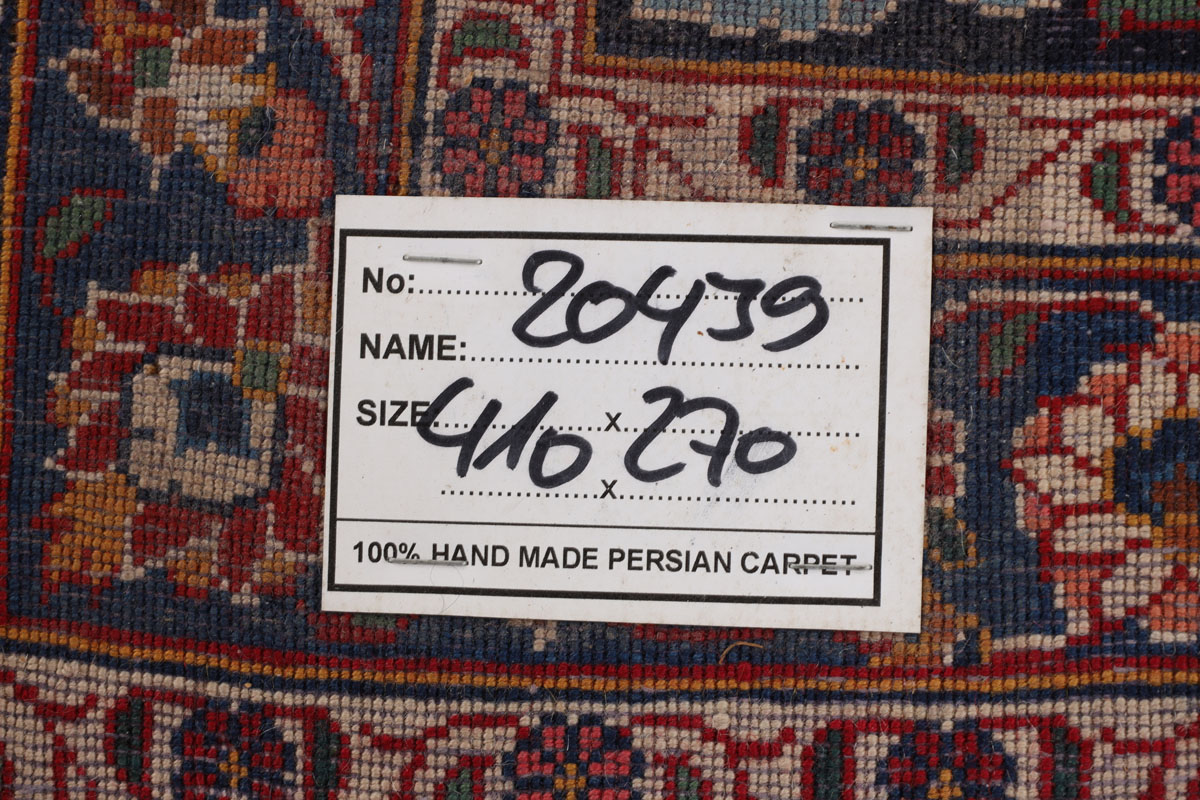 No: 20439
NAME:
SIZE: 410 x 270
x
100% HAND MADE PERSIAN CARPET